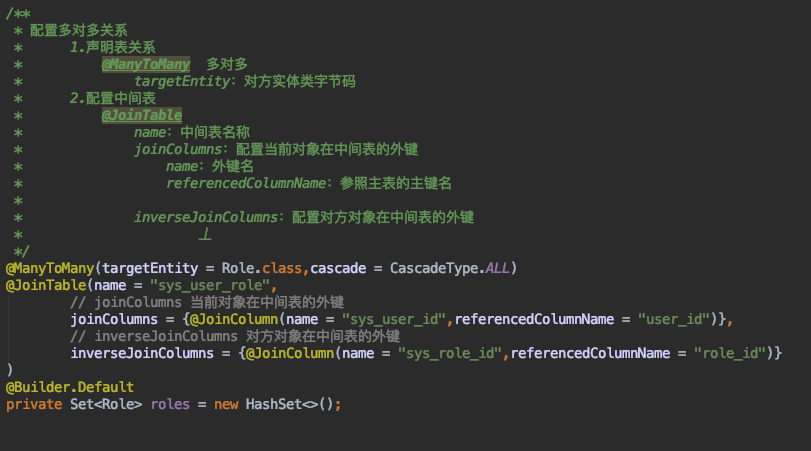 /**
 * 配置多对多关系
 *      1.声明表关系
 *          @ManyToMany  多对多
 *              targetEntity：对方实体类字节码
 *      2.配置中间表
 *          @JoinTable
 *              name：中间表名称
 *              joinColumns：配置当前对象在中间表的外键
 *                  name：外键名
 *                  referencedColumnName：参照主表的主键名
 *
 *              inverseJoinColumns：配置对方对象在中间表的外键
 *
 */
@ManyToMany(targetEntity = Role.class,cascade = CascadeType.ALL)
@JoinTable(name = "sys_user_role",
        // joinColumns 当前对象在中间表的外键
        joinColumns = {@JoinColumn(name = "sys_user_id",referencedColumnName = "user_id")},
        // inverseJoinColumns 对方对象在中间表的外键
        inverseJoinColumns = {@JoinColumn(name = "sys_role_id",referencedColumnName = "role_id")}
)
@Builder.Default
private Set<Role> roles = new HashSet<>();